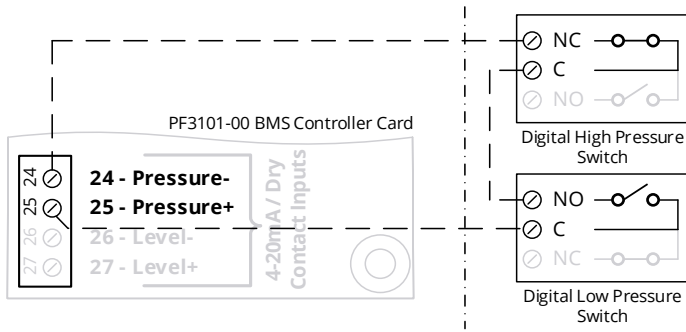 NC
C
NO
Digital High Pressure
Switch
PF3101-00 BMS Controller Card
24
25
26
27
24 - Pressure-
25 - Pressure+
26 - Level-
27 - Level+
4-20mA / Dry
Contact Inputs
NO
C
NC
Digital Low Pressure
Switch